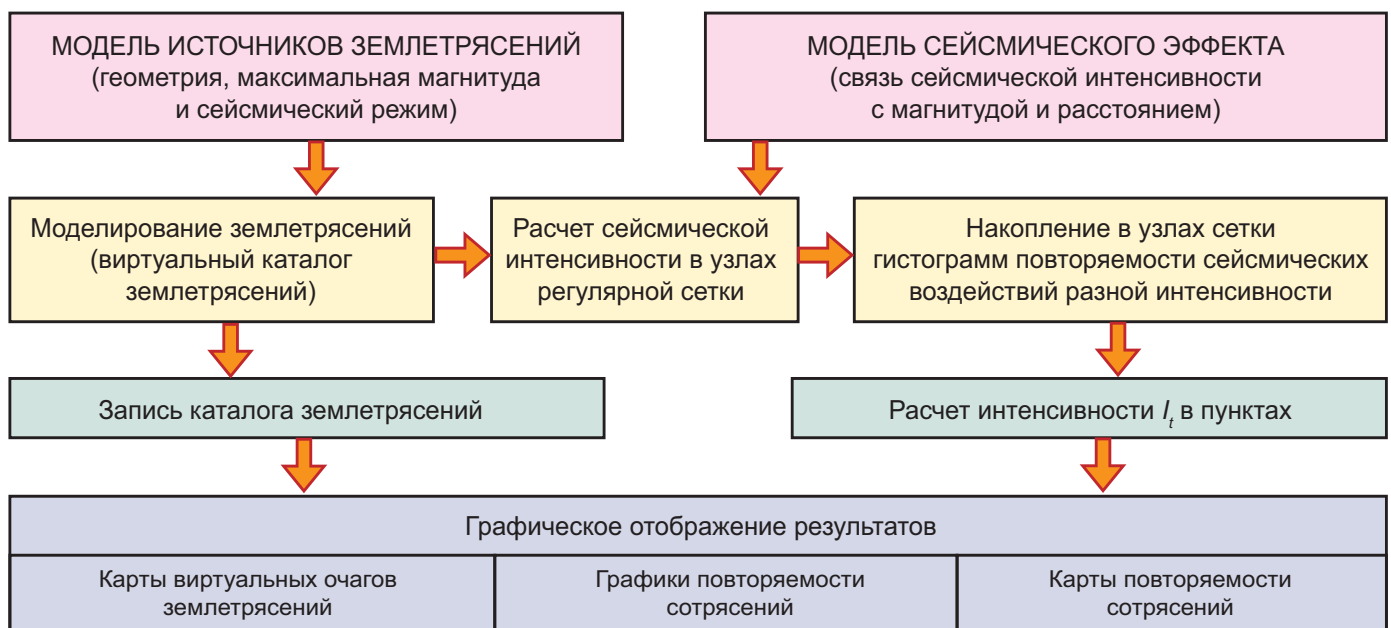 МОДЕЛЬ ИСТОЧНИКОВ ЗЕМЛЕТРЯСЕНИЙ
(геометрия, максимальная магнитуда
и сейсмический режим)
МОДЕЛЬ СЕЙСМИЧЕСКОГО ЭФФЕКТА
(связь сейсмической интенсивности
с магнитудой и расстоянием)
Моделирование землетрясений
(виртуальный каталог
землетрясений)
Расчет сейсмической
интенсивности в узлах
регулярной сетки
Накопление в узлах сетки
гистограмм повторяемости сейсмических
воздействий разной интенсивности
Запись каталога землетрясений
Расчет интенсивности I_t в пунктах
Графическое отображение результатов
Карты виртуальных очагов
землетрясений
Графики повторяемости
сотрясений
Карты повторяемости
сотрясений